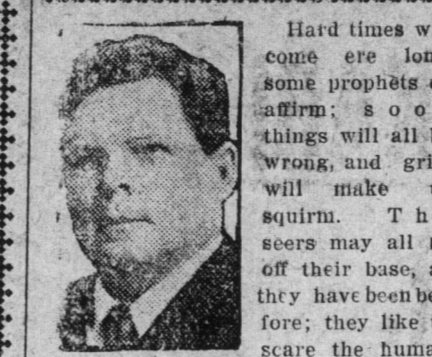 Hard times w
come ere lon
some prophets
affirm; s o o
things will all
wrong, and gri
will make
squirm. T h
seers may all
off their base,
they have been be
fore; they like
scare the huma